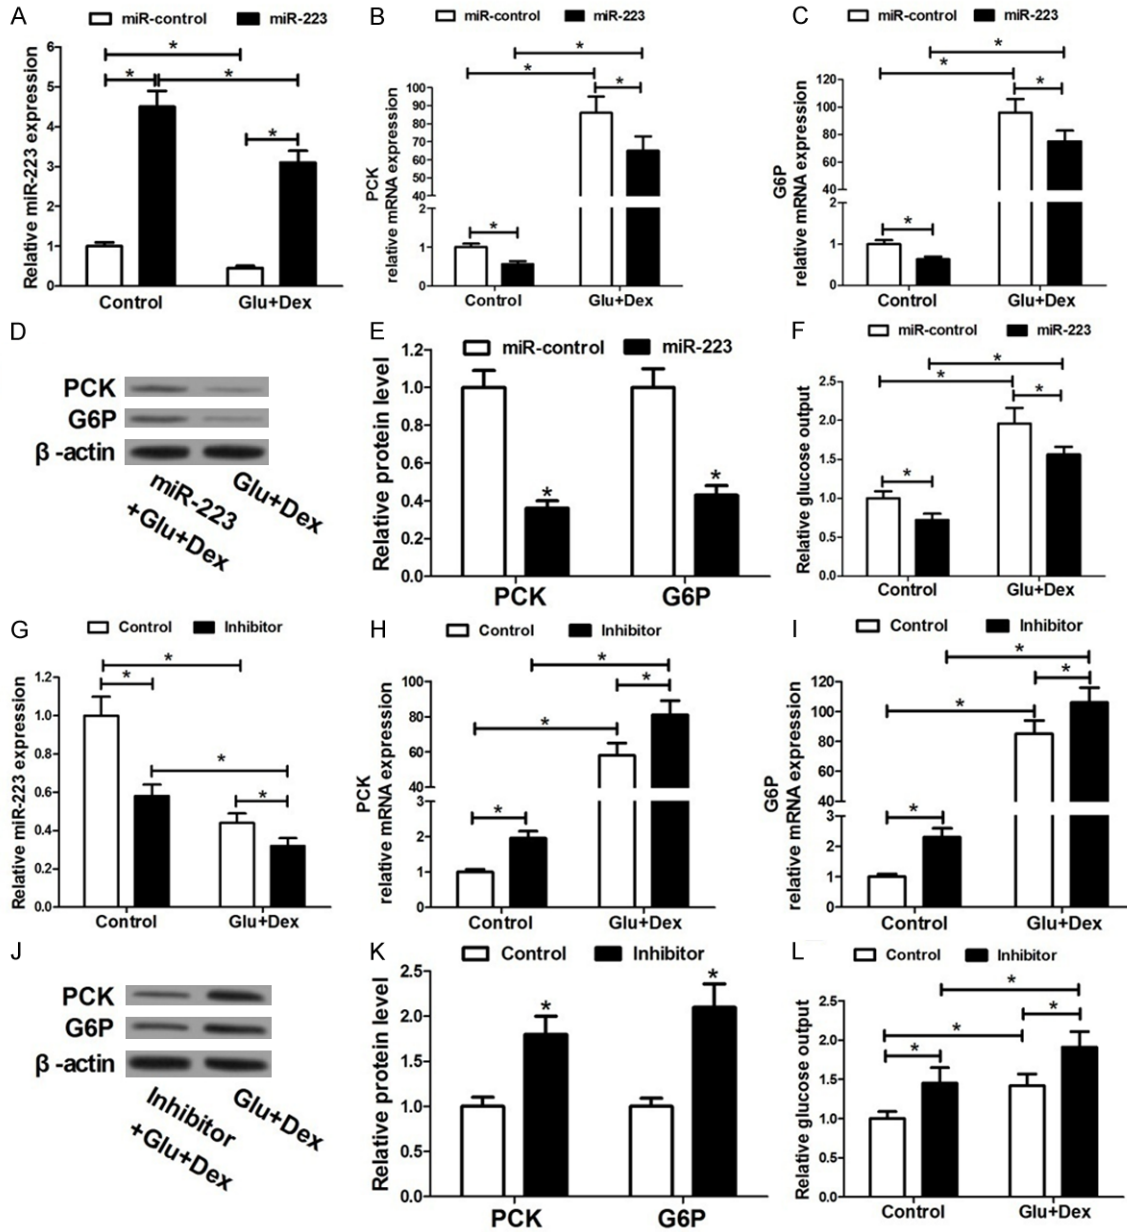 A
miR-control miR-223
Relative miR-223 expression
6
5
4
3
2
1
0
* * * *
Control Glu+Dex
B
miR-control miR-223
PCK
relative mRNA expression
100
90
80
70
60
50
40
2
1
0
* * * *
Control Glu+Dex
C
miR-control miR-223
G6P
relative mRNA expression
120
100
80
60
40
2
1
0
* * * *
Control Glu+Dex
D
PCK
G6P
β -actin
miR-223
+Glu+Dex
Glu+Dex
E
miR-control miR-223
Relative protein level
1.2
1.0
0.8
0.6
0.4
0.2
0.0
* *
PCK G6P
F
miR-control miR-223
Relative glucose output
2.5
2.0
1.5
1.0
0.5
0.0
* * * *
Control Glu+Dex
G
Control Inhibitor
Relative miR-223 expression
1.2
1.0
0.8
0.6
0.4
0.2
0.0
* * * *
Control Glu+Dex
H
Control Inhibitor
PCK
relative mRNA expression
100
80
60
40
3
2
1
0
* * * *
Control Glu+Dex
I
Control Inhibitor
G6P
relative mRNA expression
120
100
80
60
40
3
2
1
0
* * * *
Control Glu+Dex
J
PCK
G6P
β -actin
Inhibitor
+Glu+Dex
Glu+Dex
K
Control Inhibitor
Relative protein level
2.5
2.0
1.5
1.0
0.5
0.0
* *
PCK G6P
L
Control Inhibitor
Relative glucose output
2.5
2.0
1.5
1.0
0.5
0.0
* * * *
Control Glu+Dex